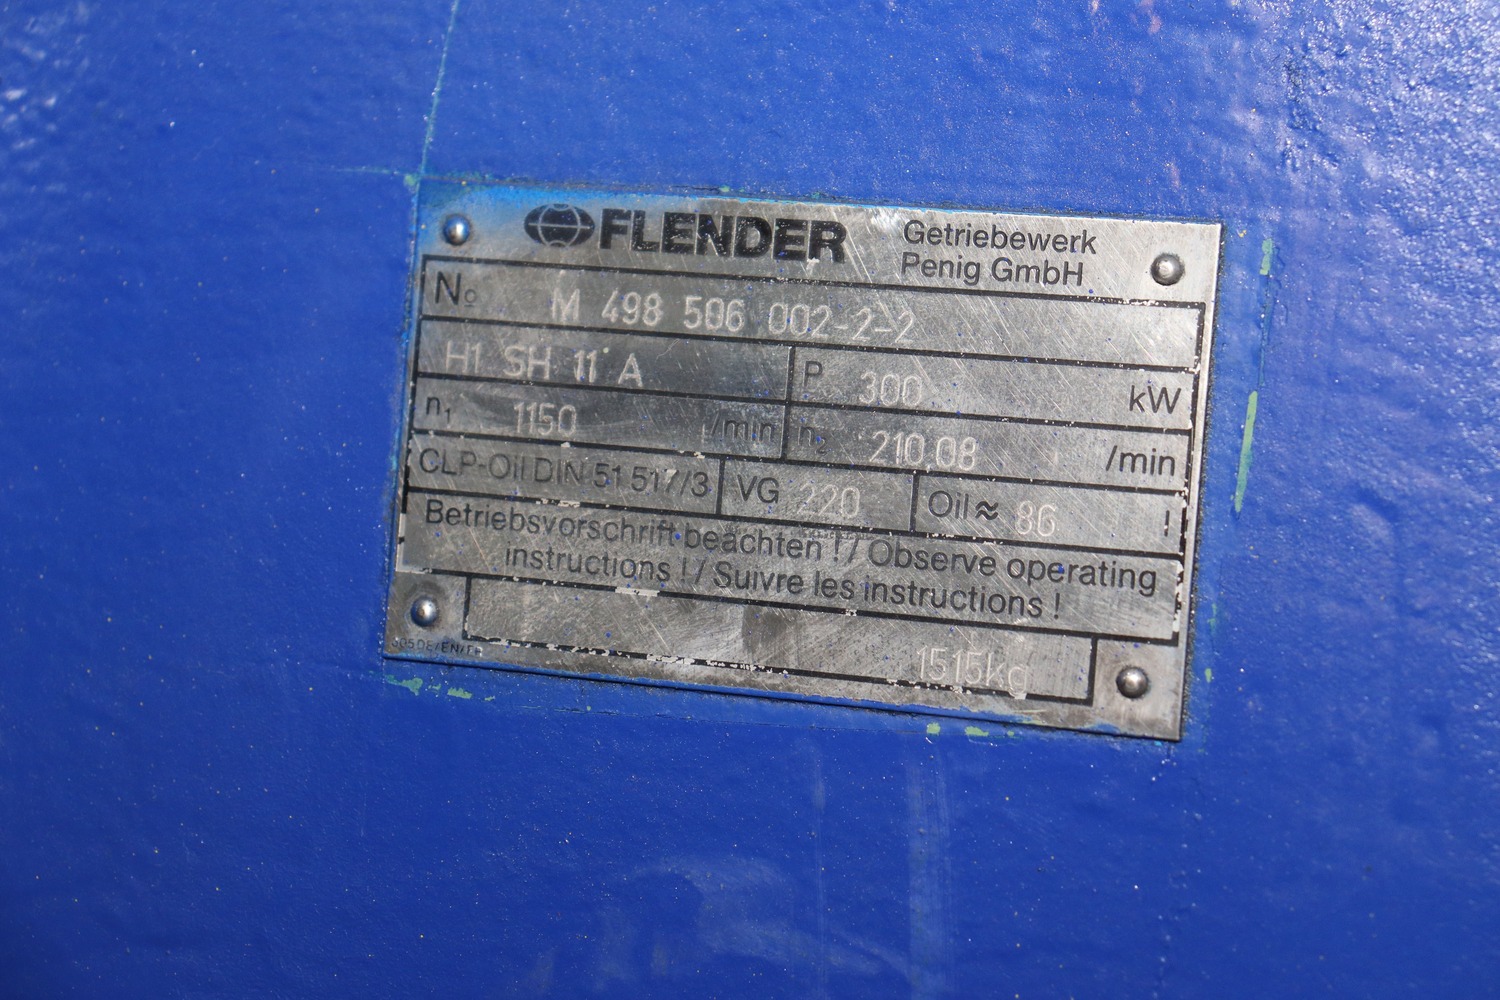 FLENDER Getriebewerk
Penig GmbH
No M 498 506 002-2-2
H1 SH 11 A P 300 kW
n1 1150 /min n2 210,08 /min
CLP-Oil DIN 51 517/3 VG 220 Oil ≈ 86 l
Betriebsvorschrift beachten ! / Observe operating
instructions ! / Suivre les instructions !
1515kg